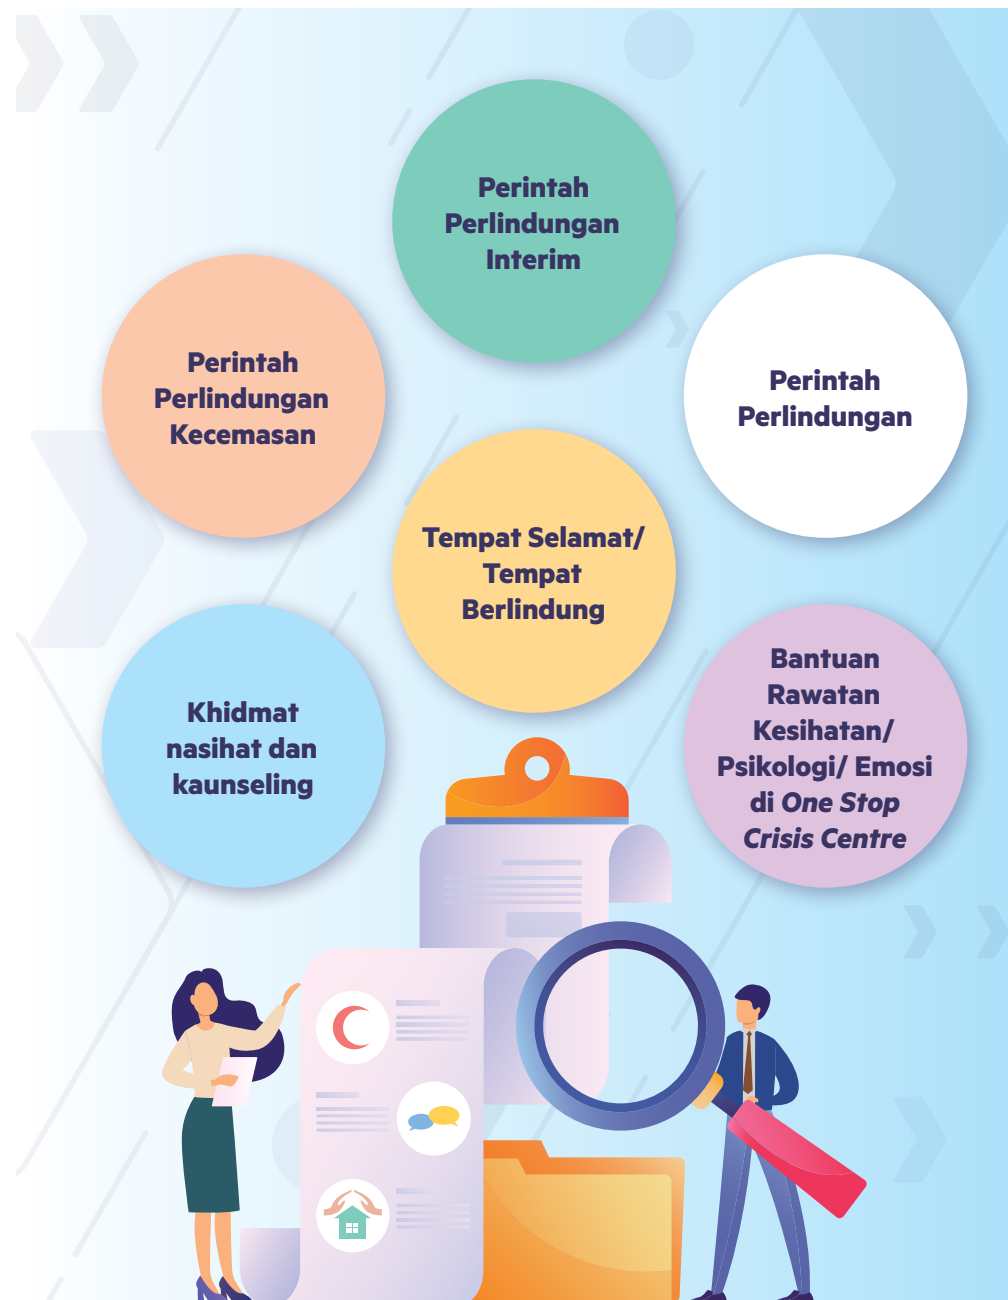 Perintah
Perlindungan
Interim
Perintah
Perlindungan
Kecemasan
Perintah
Perlindungan
Tempat Selamat/
Tempat
Berlindung
Khidmat
nasihat dan
kaunseling
Bantuan
Rawatan
Kesihatan/
Psikologi/ Emosi
di One Stop
Crisis Centre